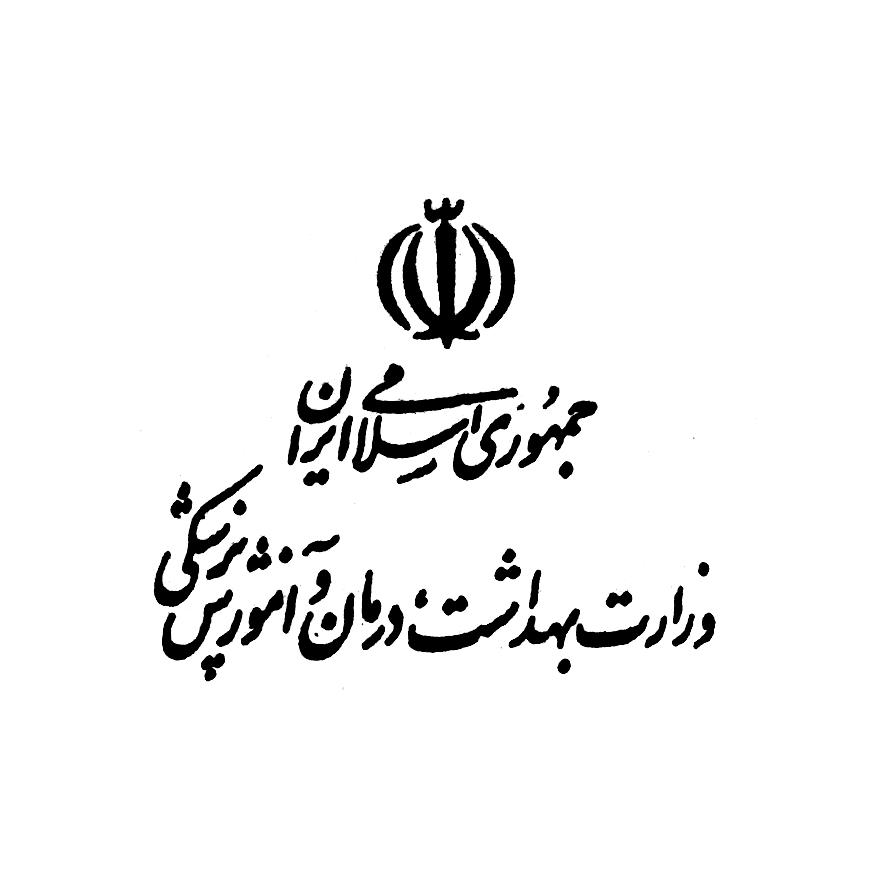 جمهوری اسلامی ایران
وزارت بهداشت، درمان و آموزش پزشکی